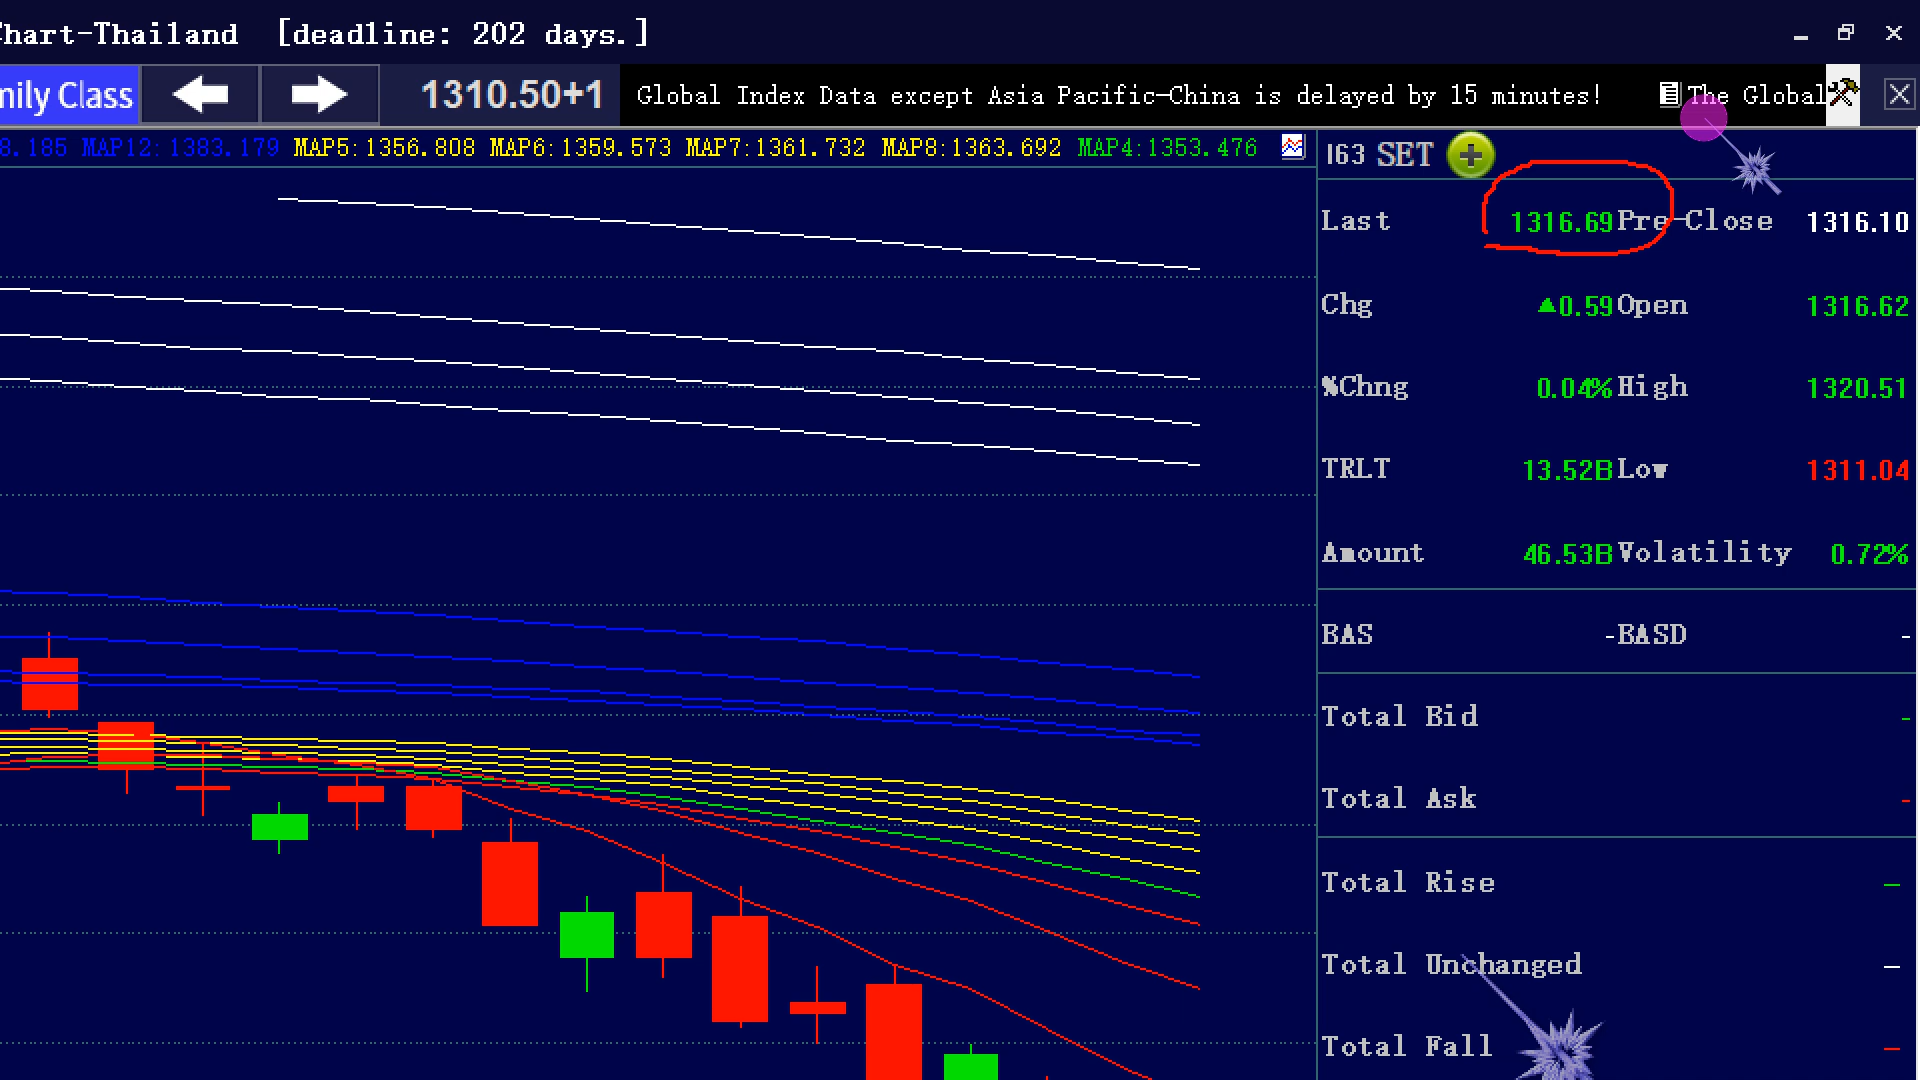 hart-Thailand [deadline: 202 days.]
mily Class 1310.50+1 Global Index Data except Asia Pacific-China is delayed by 15 minutes! The Global
8.185 MAP12:1383.179 MAP5:1356.808 MAP6:1359.573 MAP7:1361.732 MAP8:1363.692 MAP4:1353.476
I63 SET
Last 1316.69 Pre-Close 1316.10
Chg ▲0.59 Open 1316.62
%Chng 0.04% High 1320.51
TRLT 13.52B Low 1311.04
Amount 46.53B Volatility 0.72%
BAS - BASD -
Total Bid -
Total Ask -
Total Rise —
Total Unchanged —
Total Fall —